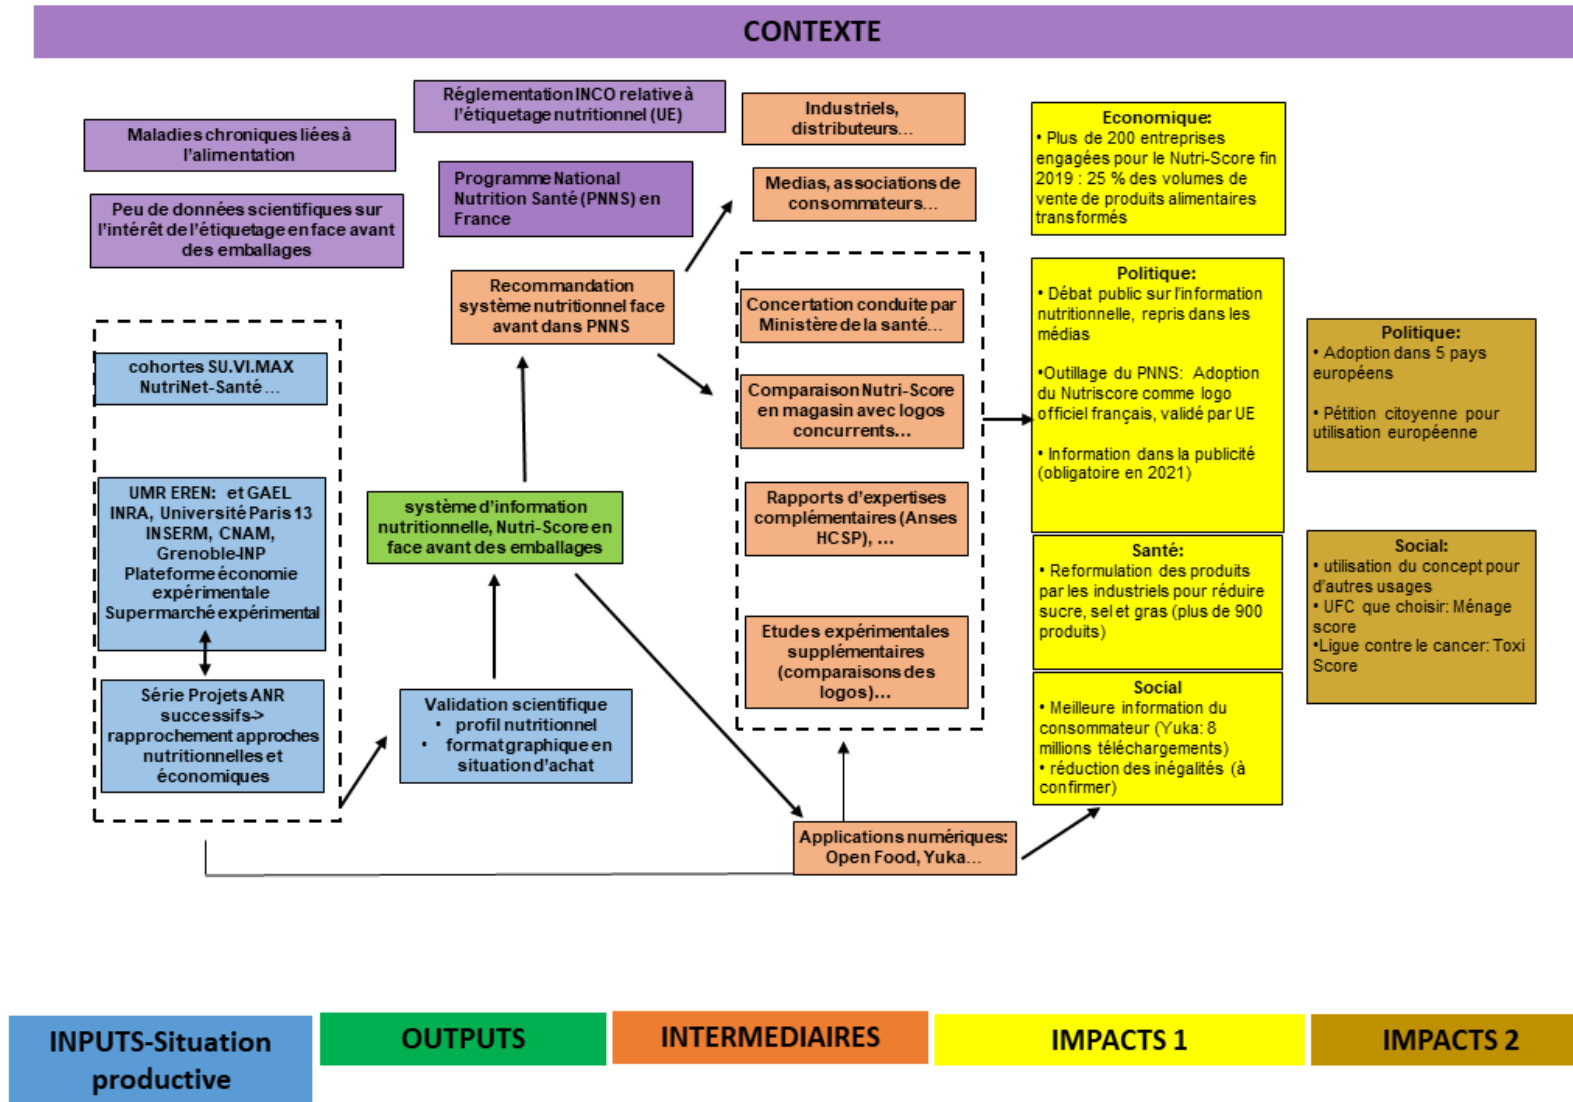 CONTEXTE
Maladies chroniques liées à
l'alimentation
Peu de données scientifiques sur
l'intérêt de l'étiquetage en face avant
des emballages
cohortes SU.VI.MAX
NutriNet-Santé ...
UMR EREN: et GAEL
INRA, Université Paris 13
INSERM, CNAM,
Grenoble-INP
Plateforme économie
expérimentale
Supermarché expérimental
Série Projets ANR
successifs->
rapprochement approches
nutritionnelles et
économiques
Réglementation INCO relative à
l'étiquetage nutritionnel (UE)
Programme National
Nutrition Santé (PNNS) en
France
Recommandation
système nutritionnel face
avant dans PNNS
système d'information
nutritionnelle, Nutri-Score en
face avant des emballages
Validation scientifique
• profil nutritionnel
• format graphique en
situation d'achat
Industriels,
distributeurs...
Medias, associations de
consommateurs...
Concertation conduite par
Ministère de la santé...
Comparaison Nutri-Score
en magasin avec logos
concurrents...
Rapports d'expertises
complémentaires (Anses
HCSP), ...
Etudes expérimentales
supplémentaires
(comparaisons des
logos)...
Applications numériques:
Open Food, Yuka...
Economique:
• Plus de 200 entreprises
engagées pour le Nutri-Score fin
2019 : 25 % des volumes de
vente de produits alimentaires
transformés
Politique:
• Débat public sur l'information
nutritionnelle, repris dans les
médias
•Outillage du PNNS: Adoption
du Nutriscore comme logo
officiel français, validé par UE
• Information dans la publicité
(obligatoire en 2021)
Santé:
• Reformulation des produits
par les industriels pour réduire
sucre, sel et gras (plus de 900
produits)
Social
• Meilleure information du
consommateur (Yuka: 8
millions téléchargements)
• réduction des inégalités (à
confirmer)
Politique:
• Adoption dans 5 pays
européens
• Pétition citoyenne pour
utilisation européenne
Social:
• utilisation du concept pour
d'autres usages
• UFC que choisir: Ménage
score
•Ligue contre le cancer: Toxi
Score
INPUTS-Situation
productive
OUTPUTS
INTERMEDIAIRES
IMPACTS 1
IMPACTS 2